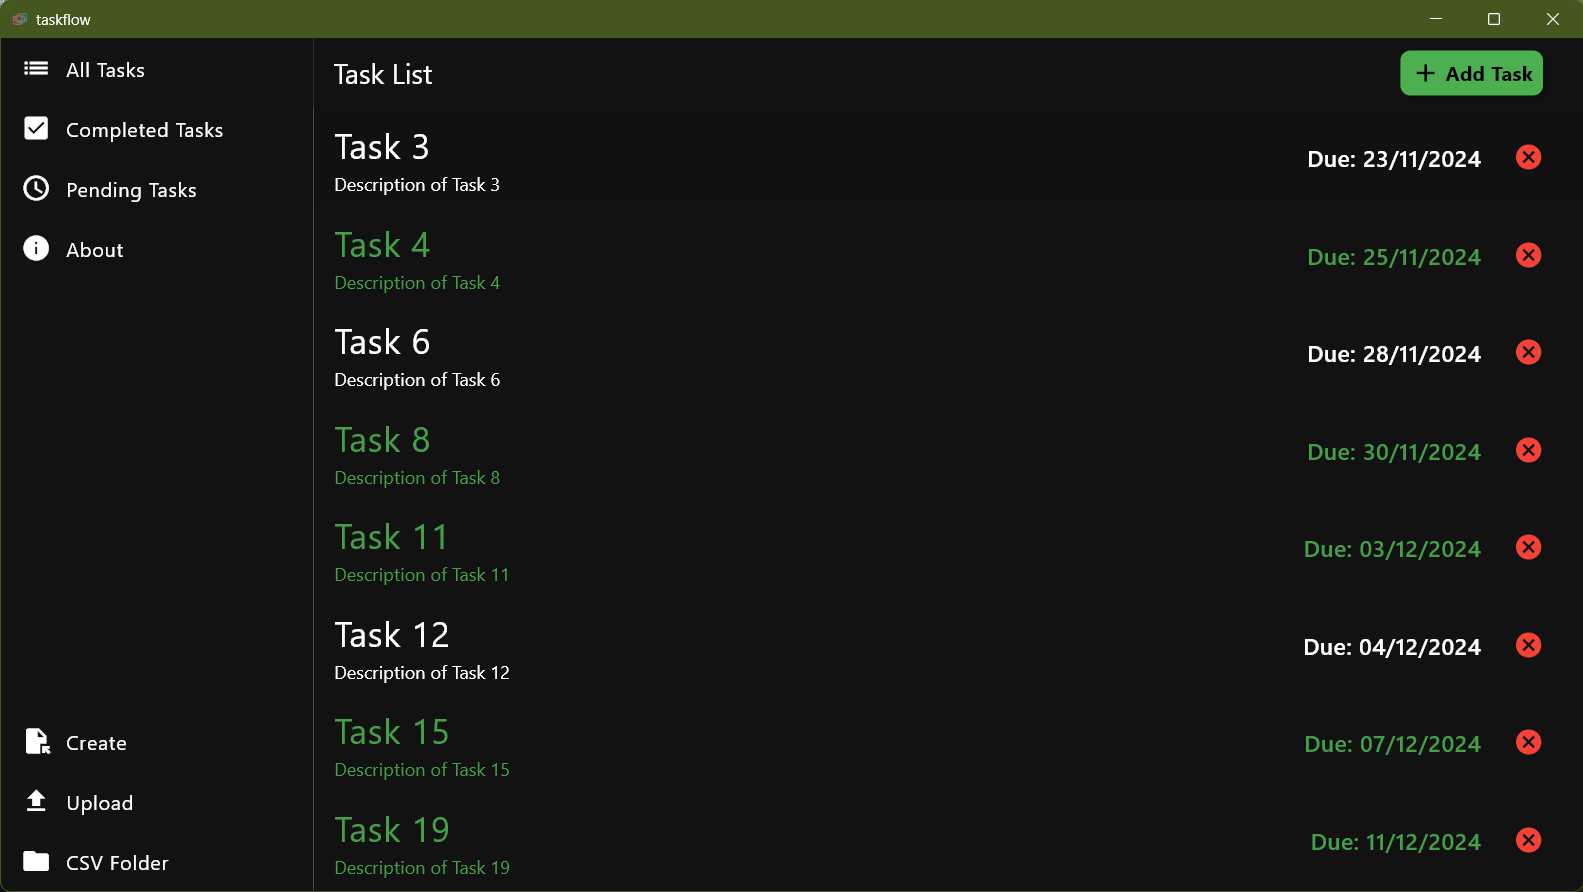 taskflow
All Tasks
Completed Tasks
Pending Tasks
About
Create
Upload
CSV Folder
Task List
Add Task
Task 3
Description of Task 3
Due: 23/11/2024
Task 4
Description of Task 4
Due: 25/11/2024
Task 6
Description of Task 6
Due: 28/11/2024
Task 8
Description of Task 8
Due: 30/11/2024
Task 11
Description of Task 11
Due: 03/12/2024
Task 12
Description of Task 12
Due: 04/12/2024
Task 15
Description of Task 15
Due: 07/12/2024
Task 19
Description of Task 19
Due: 11/12/2024